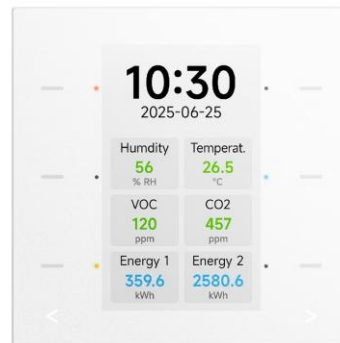 10:30
2025-06-25
Humdity Temperat.
56 26.5
% RH °C
VOC CO2
120 457
ppm ppm
Energy 1 Energy 2
359.6 2580.6
kWh kWh